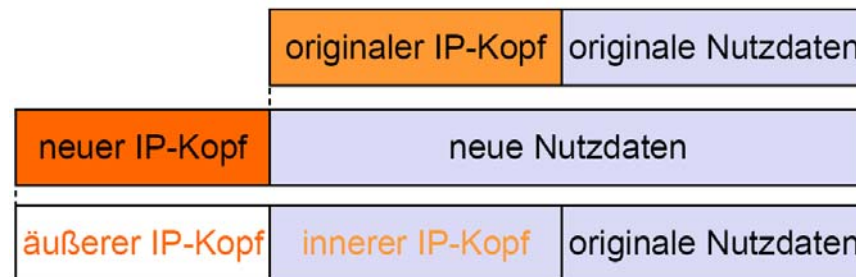 originaler IP-Kopf originale Nutzdaten
neuer IP-Kopf neue Nutzdaten
äußerer IP-Kopf innerer IP-Kopf originale Nutzdaten